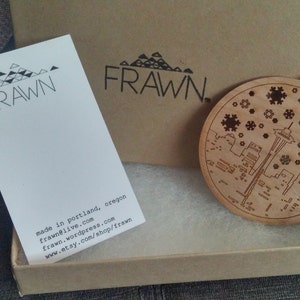 FRAWN
FRAWN
made in portland, oregon
frawn@live.com
frawn.wordpress.com
www.etsy.com/shop/frawn